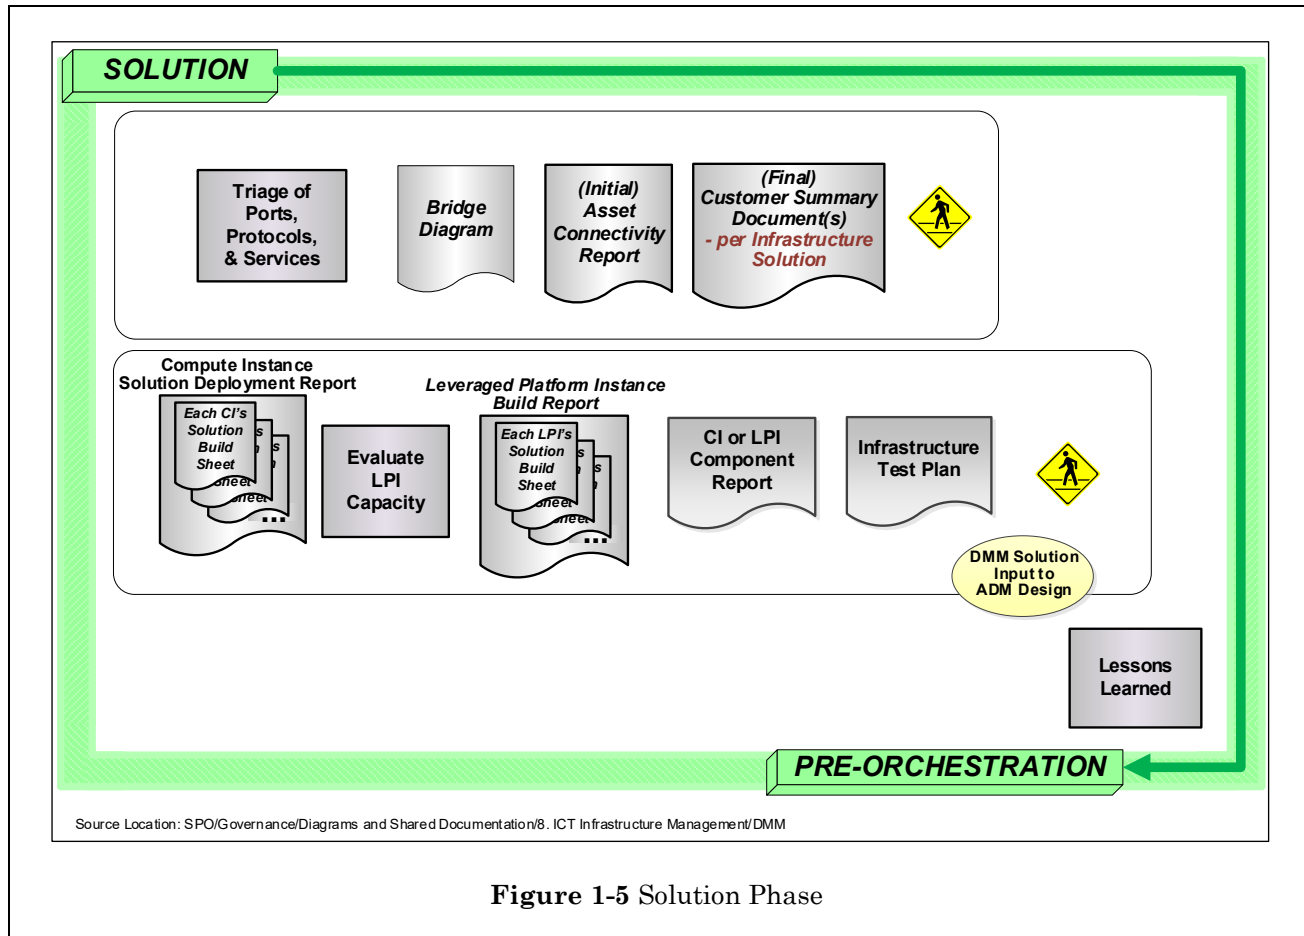 SOLUTION
Triage of
Ports,
Protocols,
& Services
Bridge
Diagram
(Initial)
Asset
Connectivity
Report
(Final)
Customer Summary
Document(s)
- per Infrastructure
Solution
Compute Instance
Solution Deployment Report
Each CI's
Solution
Build
Sheet
Sheet
Sheet
...
Evaluate
LPI
Capacity
Leveraged Platform Instance
Build Report
Each LPI's
Solution
Build
Sheet
Sheet
Sheet
...
CI or LPI
Component
Report
Infrastructure
Test Plan
DMM Solution
Input to
ADM Design
Lessons
Learned
PRE-ORCHESTRATION
Source Location: SPO/Governance/Diagrams and Shared Documentation/8. ICT Infrastructure Management/DMM
Figure 1-5 Solution Phase